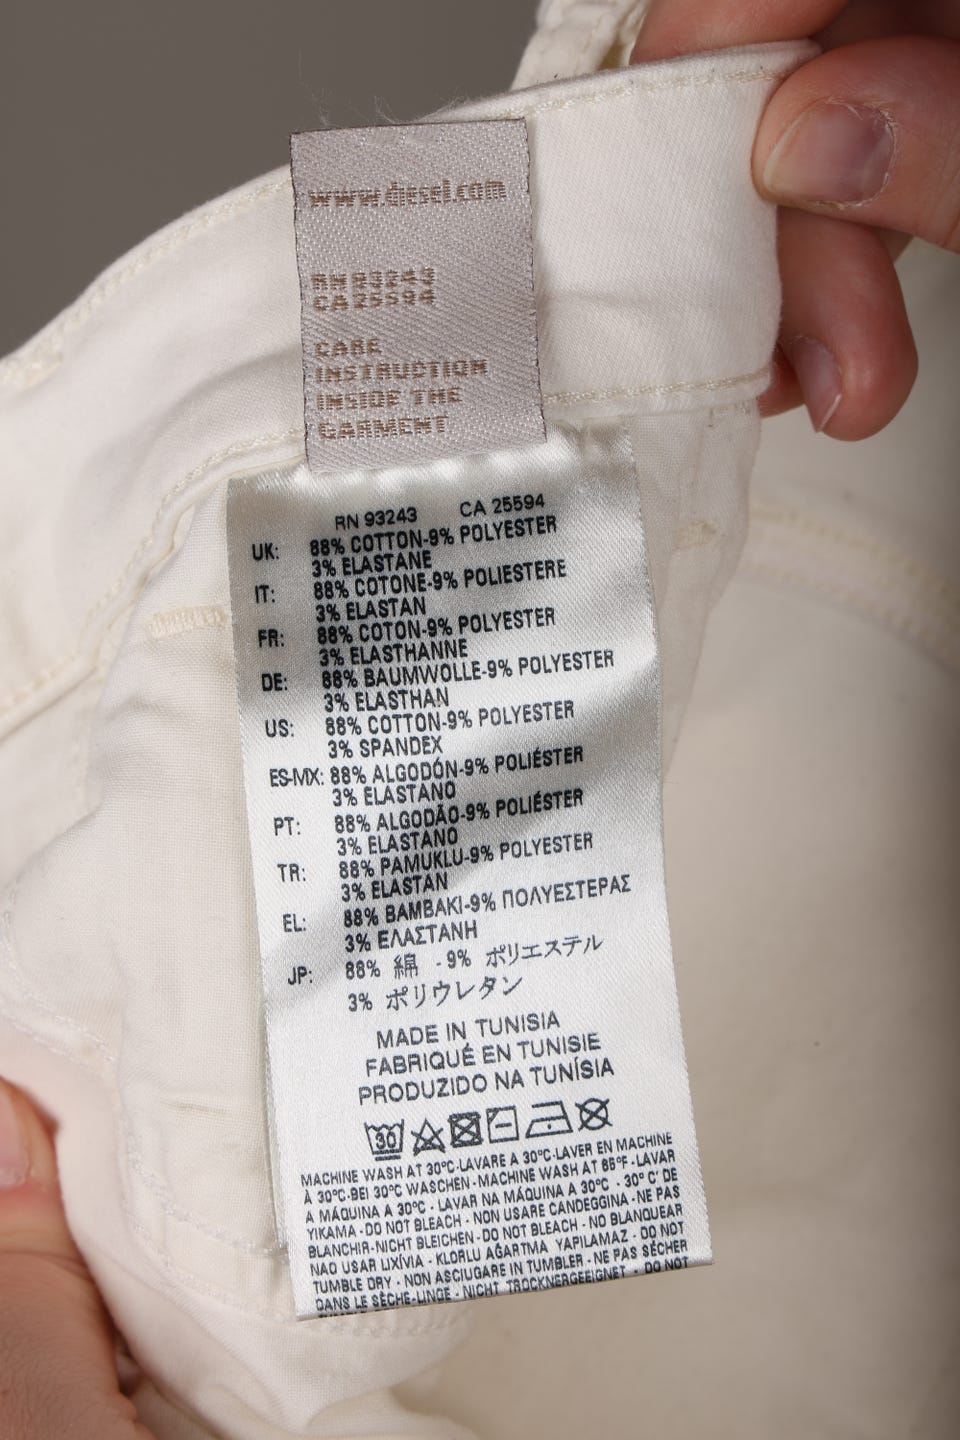 www.diesel.com
RN 93243
CA 25594
CARE
INSTRUCTION
INSIDE THE
GARMENT
RN 93243 CA 25594
UK: 88% COTTON-9% POLYESTER
3% ELASTANE
IT: 88% COTONE-9% POLIESTERE
3% ELASTAN
FR: 88% COTON-9% POLYESTER
3% ELASTHANNE
DE: 88% BAUMWOLLE-9% POLYESTER
3% ELASTHAN
US: 88% COTTON-9% POLYESTER
3% SPANDEX
ES-MX: 88% ALGODÓN-9% POLIÉSTER
3% ELASTANO
PT: 88% ALGODÃO-9% POLIÉSTER
3% ELASTANO
TR: 88% PAMUKLU-9% POLYESTER
3% ELASTAN
EL: 88% ΒΑΜΒΑΚΙ-9% ΠΟΛΥΕΣΤΕΡΑΣ
3% ΕΛΑΣΤΑΝΗ
JP: 88% 綿 - 9% ポリエステル
3% ポリウレタン
MADE IN TUNISIA
FABRIQUÉ EN TUNISIE
PRODUZIDO NA TUNÍSIA
30
MACHINE WASH AT 30°C-LAVARE A 30°C-LAVER EN MACHINE
À 30°C-BEI 30°C WASCHEN-MACHINE WASH AT 85°F-LAVAR
A MÁQUINA A 30°C - LAVAR NA MÁQUINA A 30°C - 30° C' DE
YIKAMA - DO NOT BLEACH - NON USARE CANDEGGINA - NE PAS
BLANCHIR-NICHT BLEICHEN-DO NOT BLEACH - NO BLANQUEAR
NAO USAR LIXÍVIA - KLORLU AĞARTMA YAPILAMAZ - DO NOT
TUMBLE DRY - NON ASCIUGARE IN TUMBLER - NE PAS SÉCHER
DANS LE SÈCHE-LINGE - NICHT TROCKNERGEEIGNET - DO NOT